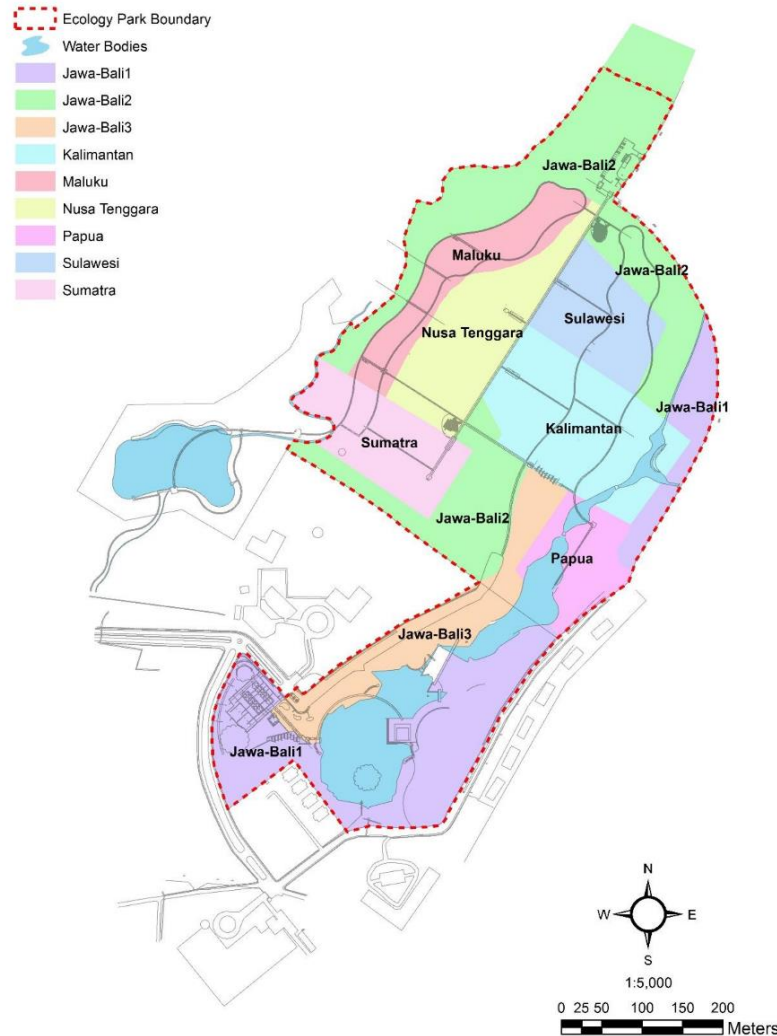 Ecology Park Boundary
Water Bodies
Jawa-Bali1
Jawa-Bali2
Jawa-Bali3
Kalimantan
Maluku
Nusa Tenggara
Papua
Sulawesi
Sumatra
Jawa-Bali2
Maluku
Jawa-Bali2
Sulawesi
Nusa Tenggara
Jawa-Bali1
Kalimantan
Sumatra
Jawa-Bali2
Papua
Jawa-Bali3
Jawa-Bali1
N
W E
S
1:5,000
0 25 50 100 150 200
Meters